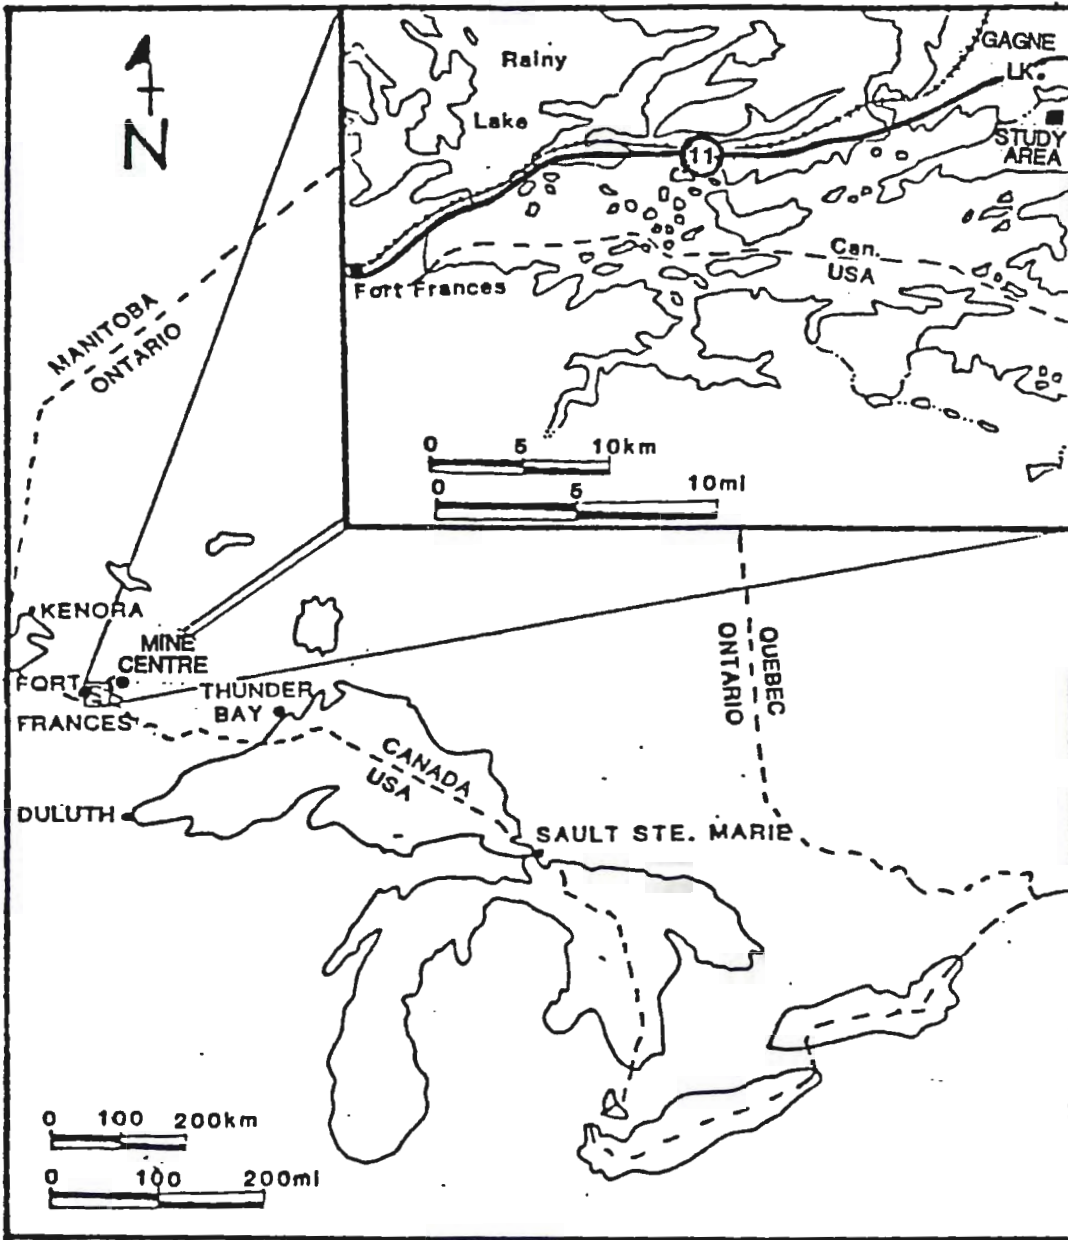 N
Rainy
Lake
GAGNE
LK.
STUDY
AREA
11
Can.
USA
Fort Frances
0 5 10km
0 5 10mi
MANITOBA
ONTARIO
KENORA
MINE
CENTRE
FORT
FRANCES
THUNDER
BAY
QUEBEC
ONTARIO
CANADA
USA
DULUTH
SAULT STE. MARIE
0 100 200km
0 100 200mi